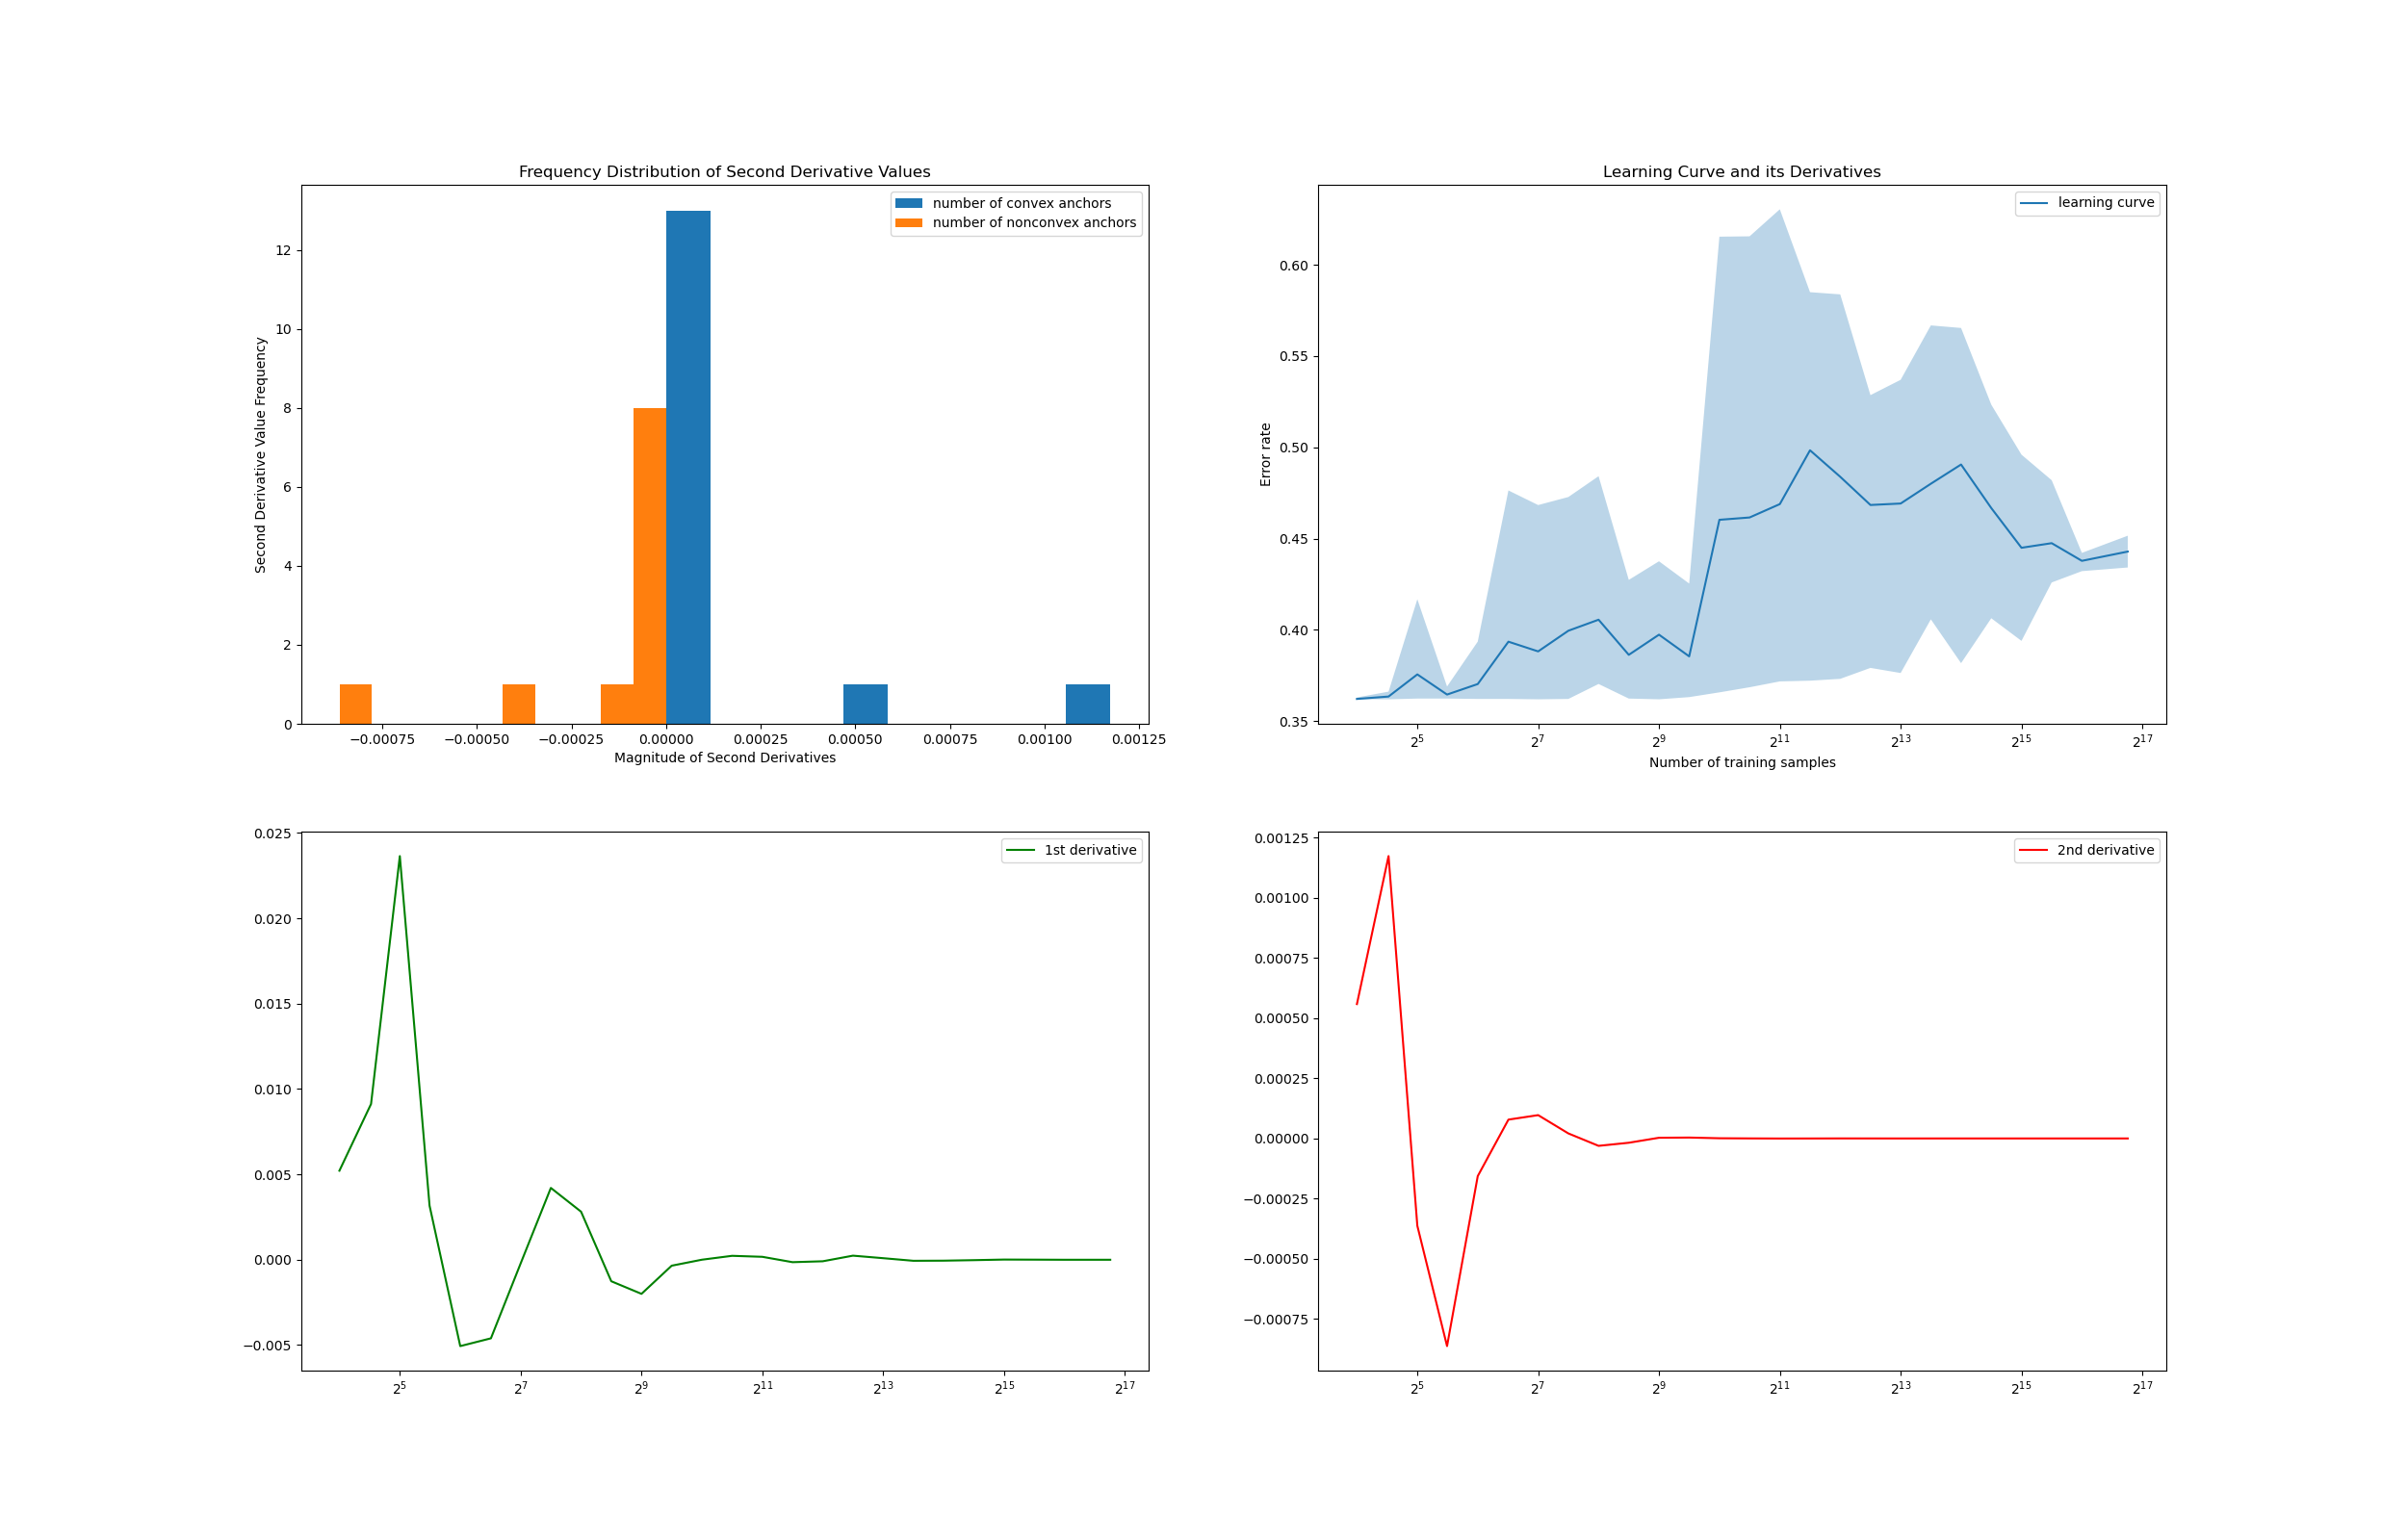 Frequency Distribution of Second Derivative Values
number of convex anchors
number of nonconvex anchors
Second Derivative Value Frequency
12
10
8
6
4
2
0
−0.00075 −0.00050 −0.00025 0.00000 0.00025 0.00050 0.00075 0.00100 0.00125
Magnitude of Second Derivatives
Learning Curve and its Derivatives
learning curve
Error rate
0.60
0.55
0.50
0.45
0.40
0.35
2^5 2^7 2^9 2^11 2^13 2^15 2^17
Number of training samples
1st derivative
0.025
0.020
0.015
0.010
0.005
0.000
−0.005
2^5 2^7 2^9 2^11 2^13 2^15 2^17
2nd derivative
0.00125
0.00100
0.00075
0.00050
0.00025
0.00000
−0.00025
−0.00050
−0.00075
2^5 2^7 2^9 2^11 2^13 2^15 2^17